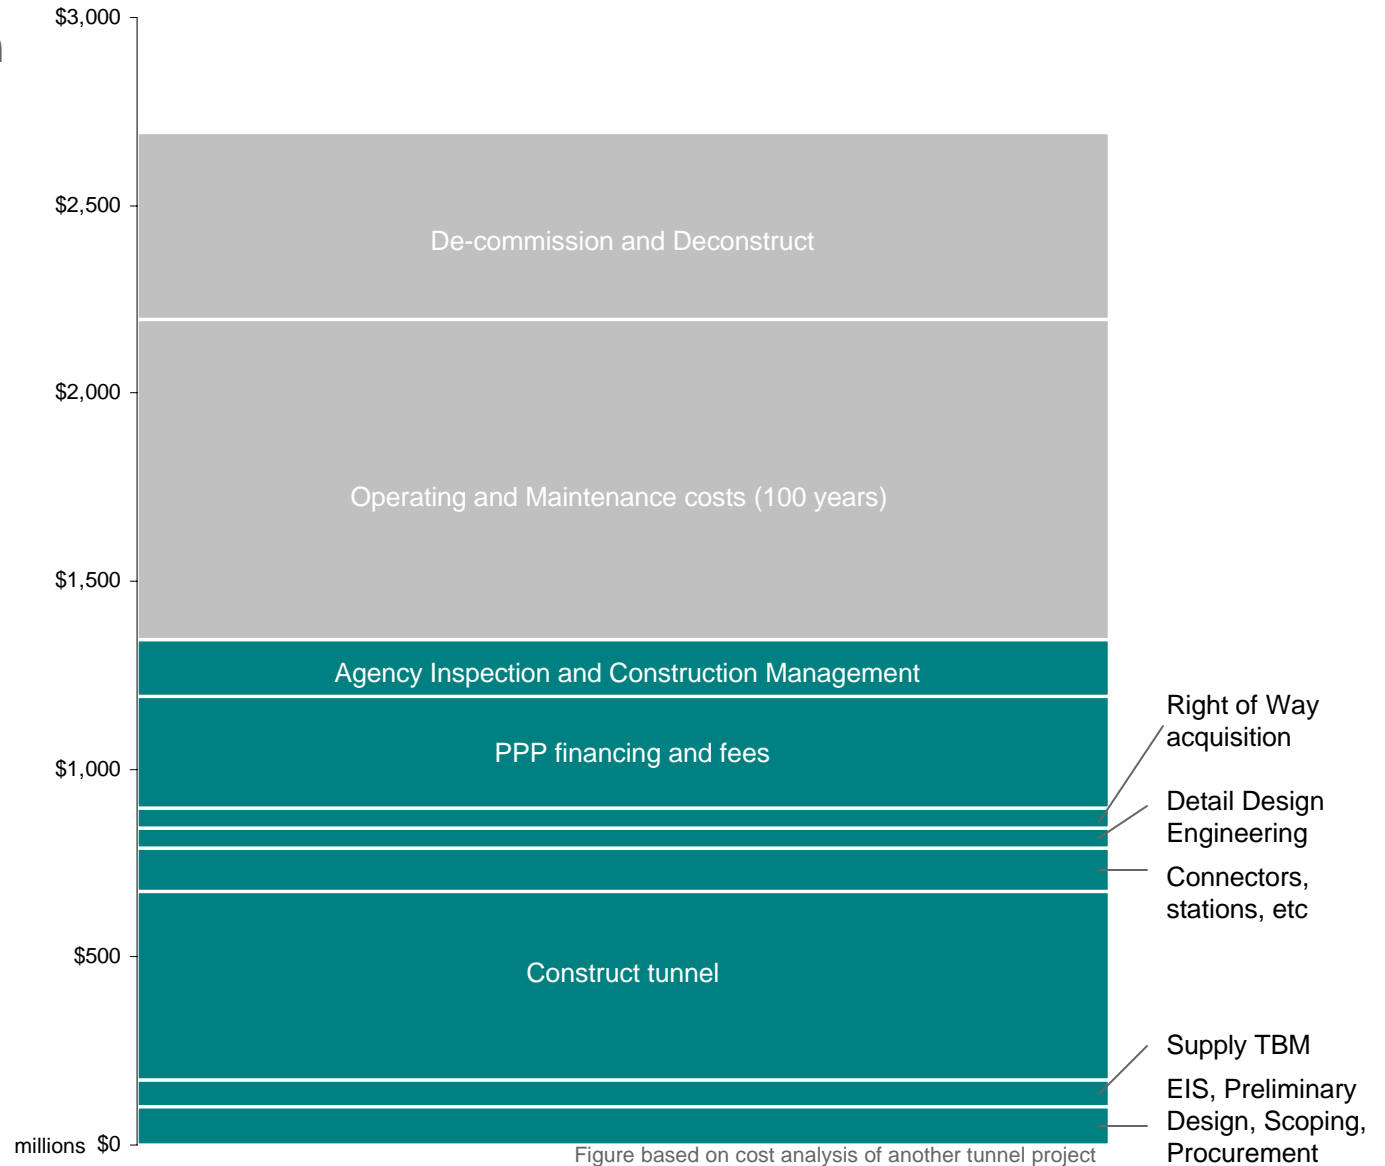 $3,000
$2,500
De-commission and Deconstruct
$2,000
Operating and Maintenance costs (100 years)
$1,500
Agency Inspection and Construction Management
Right of Way
acquisition
PPP financing and fees
$1,000
Detail Design
Engineering
Connectors,
stations, etc
$500
Construct tunnel
Supply TBM
EIS, Preliminary
Design, Scoping,
Procurement
millions $0
Figure based on cost analysis of another tunnel project